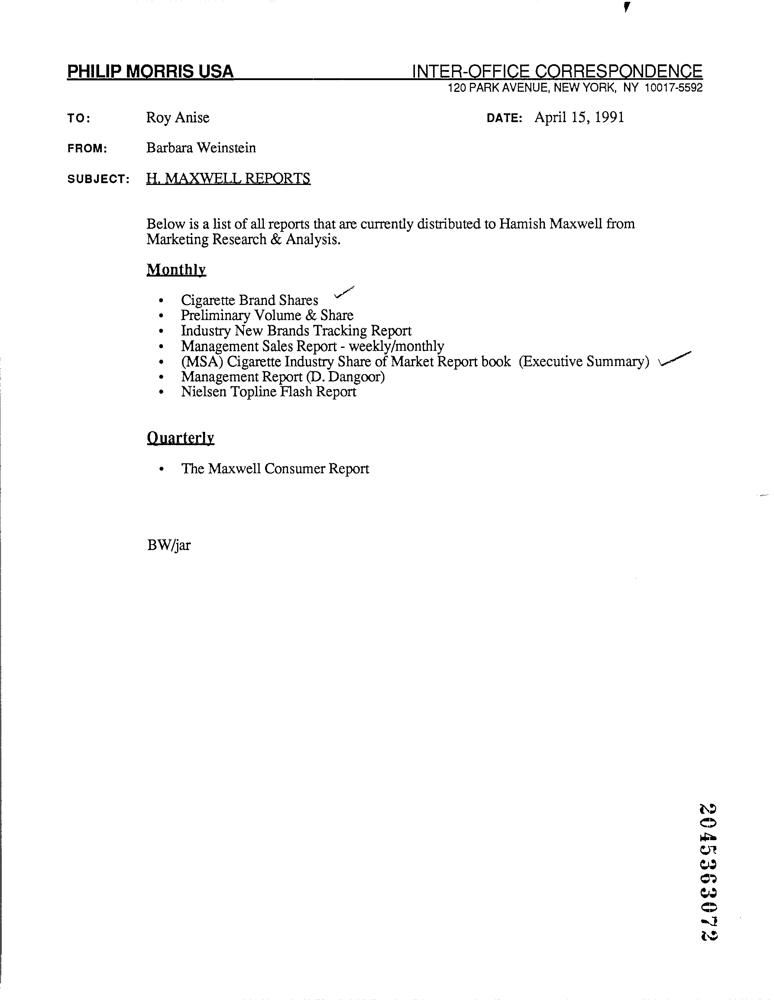 PHILIP MORRIS USA INTER-OFFICE CORRESPONDENCE
120 PARK AVENUE, NEW YORK, NY 10017-5592
TO: Roy Anise DATE: April 15, 1991
FROM: Barbara Weinstein
SUBJECT: H. MAXWELL REPORTS
Below is a list of all reports that are currently distributed to Hamish Maxwell from
Marketing Research & Analysis.
Monthly
• Cigarette Brand Shares ✓
• Preliminary Volume & Share
• Industry New Brands Tracking Report
• Management Sales Report - weekly/monthly
• (MSA) Cigarette Industry Share of Market Report book (Executive Summary) ✓
• Management Report (D. Dangoor)
• Nielsen Topline Flash Report
Quarterly
• The Maxwell Consumer Report
BW/jar
2045363072